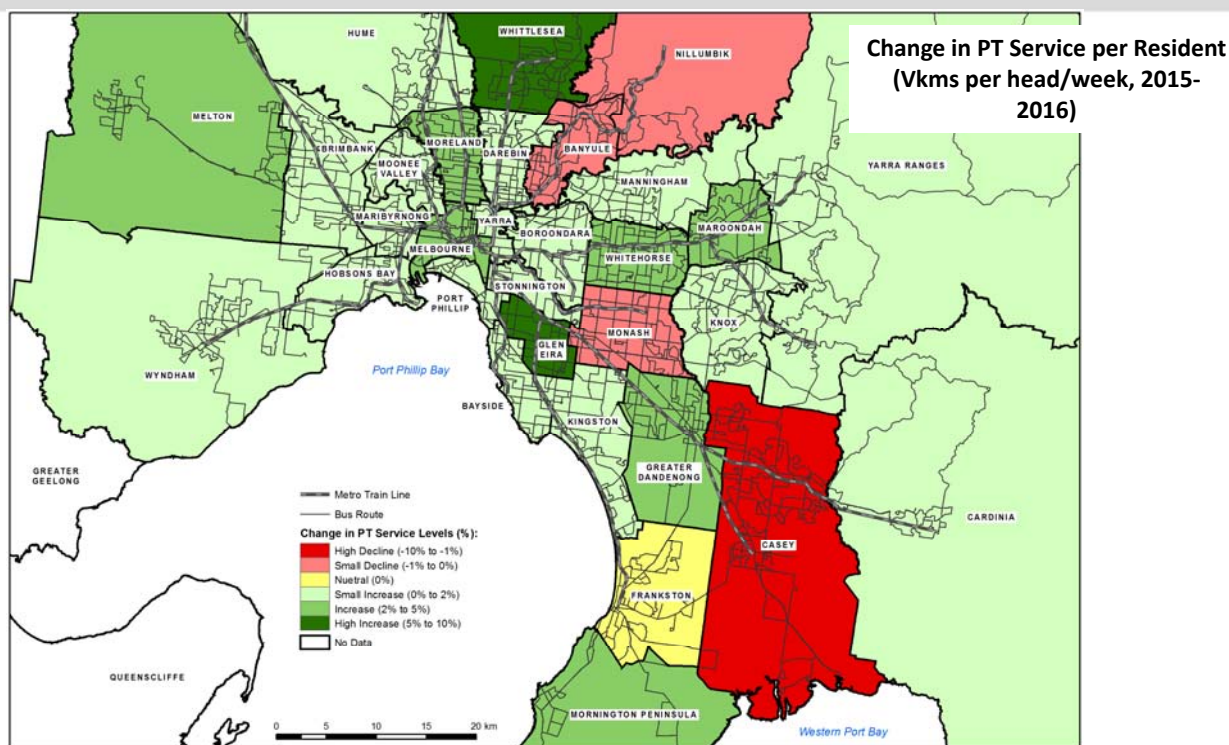 Change in PT Service per Resident
(Vkms per head/week, 2015-
2016)
HUME
WHITTLESEA
NILLUMBIK
MELTON
BRIMBANK
MOONEE
VALLEY
MORELAND
DAREBIN
BANYULE
YARRA RANGES
MANNINGHAM
MARIBYRNONG
YARRA
BOROONDARA
MAROONDAH
MELBOURNE
WHITEHORSE
HOBSONS BAY
STONNINGTON
PORT
PHILLIP
GLEN
EIRA
MONASH
KNOX
WYNDHAM
Port Phillip Bay
BAYSIDE
KINGSTON
GREATER
GEELONG
GREATER
DANDENONG
CARDINIA
CASEY
FRANKSTON
Metro Train Line
Bus Route
Change in PT Service Levels (%):
High Decline (-10% to -1%)
Small Decline (-1% to 0%)
Nuetral (0%)
Small Increase (0% to 2%)
Increase (2% to 5%)
High Increase (5% to 10%)
No Data
QUEENSCLIFFE
MORNINGTON PENINSULA
0 5 10 15 20 km
Western Port Bay